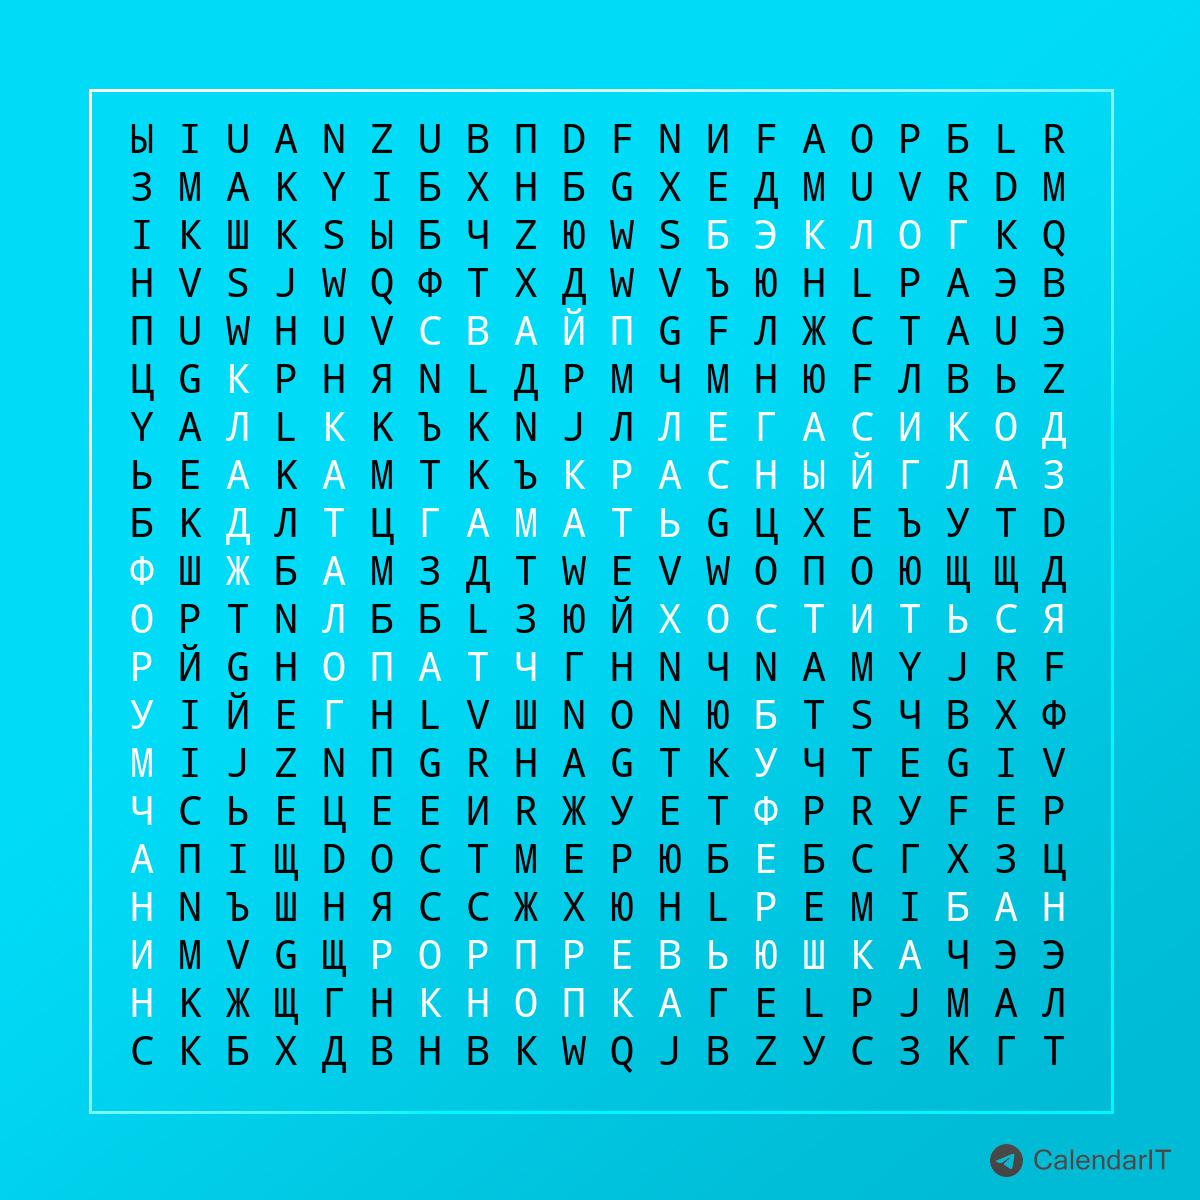 Ы I U A N Z U B П D F N И F A O P Б L R
З M A K Y I Б X H Б G X E Д M U V R D M
I K Ш K S Ы Б Ч Z Ю W S Б Э К Л О Г K Q
H V S J W Q Ф T X Д W V Ъ Ю H L P A Э B
П U W H U V С В А Й П G F Л Ж C T A U Э
Ц G К P H Я N L Д P M Ч M H Ю F Л B Ь Z
Y A Л L К K Ъ K N J Л Л Е Г А С И К О Д
Ь E А K А M T K Ъ К Р А С Н Ы Й Г Л А З
Б K Д Л Т Ц Г А М А Т Ь G Ц X E Ъ У T D
Ф Ш Ж Б А M З Д T W E V W O П O Ю Щ Щ Д
О P T N Л Б Б L З Ю Й Х О С Т И Т Ь С Я
Р Й G H О П А Т Ч Г H N Ч N A M Y J R F
У I Й E Г H L V Ш N O N Ю Б T S Ч B X Ф
М I J Z N П G R H A G T K У Ч T E G I V
Ч C Ь E Ц E E И R Ж У E T Ф P R У F E P
А П I Щ D O C T M E P Ю Б Е Б C Г X З Ц
Н N Ъ Ш H Я C C Ж X Ю H L Р E M I Б А Н
И M V G Щ Р О Р П Р Е В Ь Ю Ш К А Ч Э Э
Н K Ж Щ Г H К Н О П К А Г E L P J M A Л
C K Б X Д B H B K W Q J B Z У C З K Г T
CalendarIT